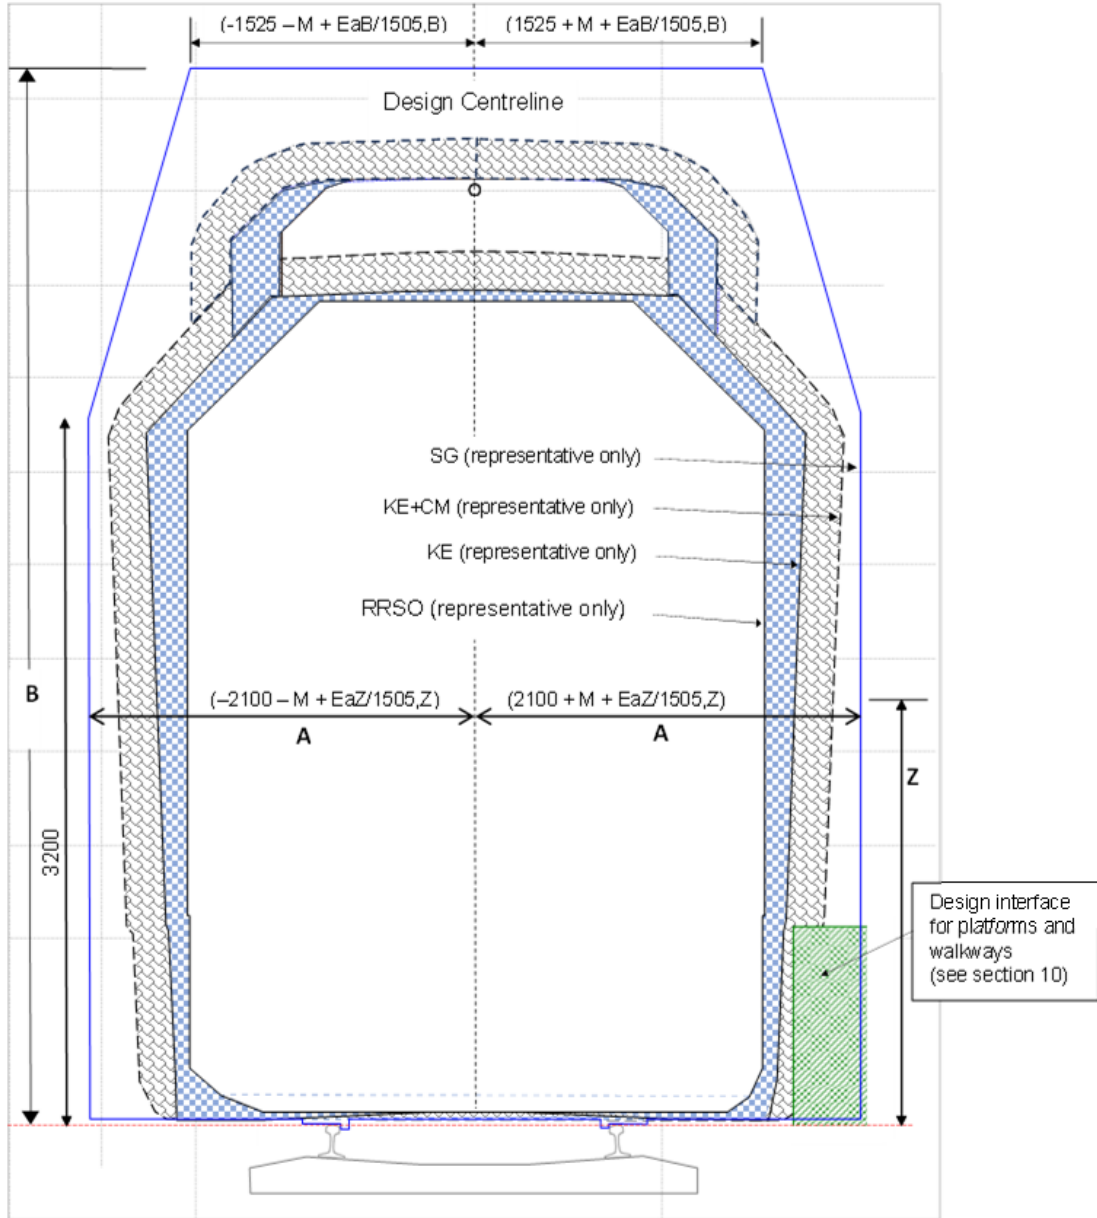 (-1525 – M + EaB/1505,B)
(1525 + M + EaB/1505,B)
Design Centreline
SG (representative only)
KE+CM (representative only)
KE (representative only)
RRSO (representative only)
B
(–2100 – M + EaZ/1505,Z)
(2100 + M + EaZ/1505,Z)
A
A
Z
3200
Design interface
for platforms and
walkways
(see section 10)